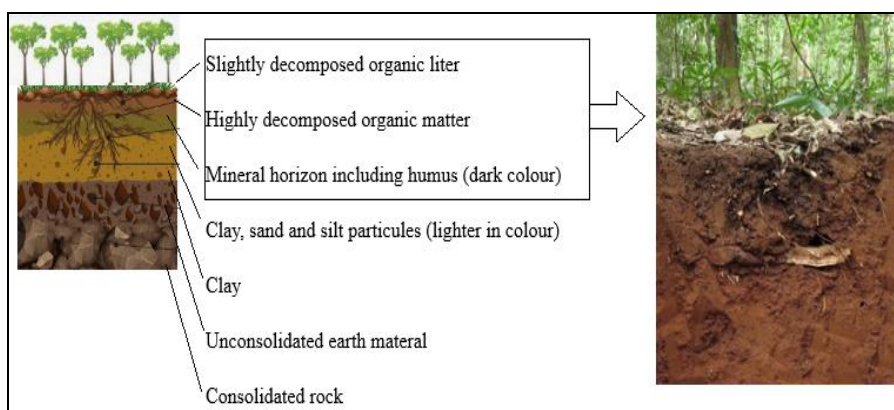 Slightly decomposed organic liter
Highly decomposed organic matter
Mineral horizon including humus (dark colour)
Clay, sand and silt particules (lighter in colour)
Clay
Unconsolidated earth materal
Consolidated rock